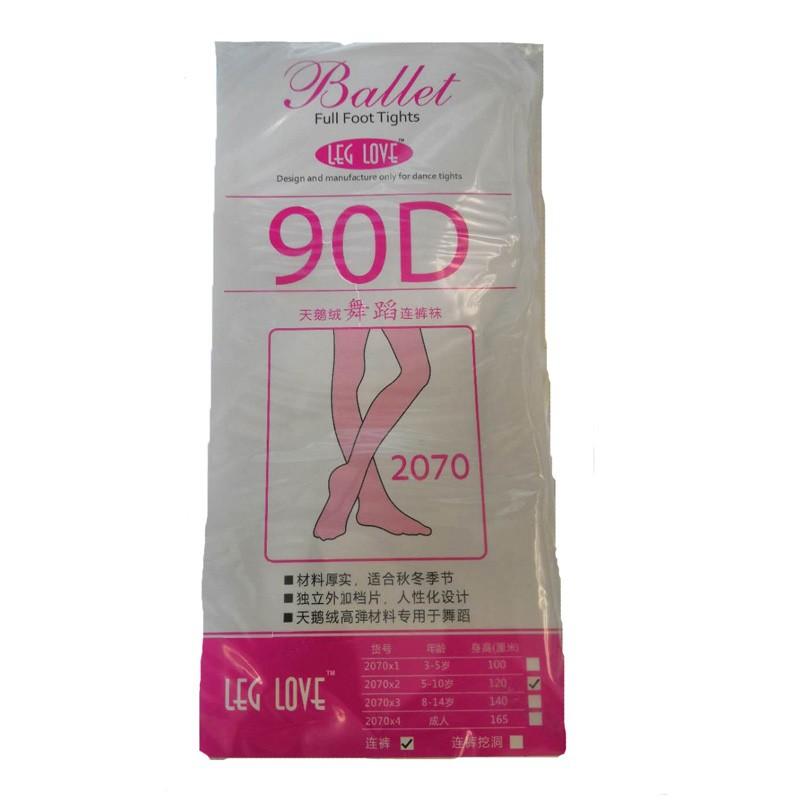 Ballet
Full Foot Tights
LEG LOVE™
Design and manufacture only for dance tights
90D
天鹅绒舞蹈连裤袜
2070
■材料厚实，适合秋冬季节
■独立外加档片，人性化设计
■天鹅绒高弹材料专用于舞蹈
LEG LOVE™
货号 年龄 身高(厘米)
2070x1 3-5岁 100
2070x2 5-10岁 120 ✓
2070x3 8-14岁 140
2070x4 成人 165
连裤 ✓ 连裤挖洞